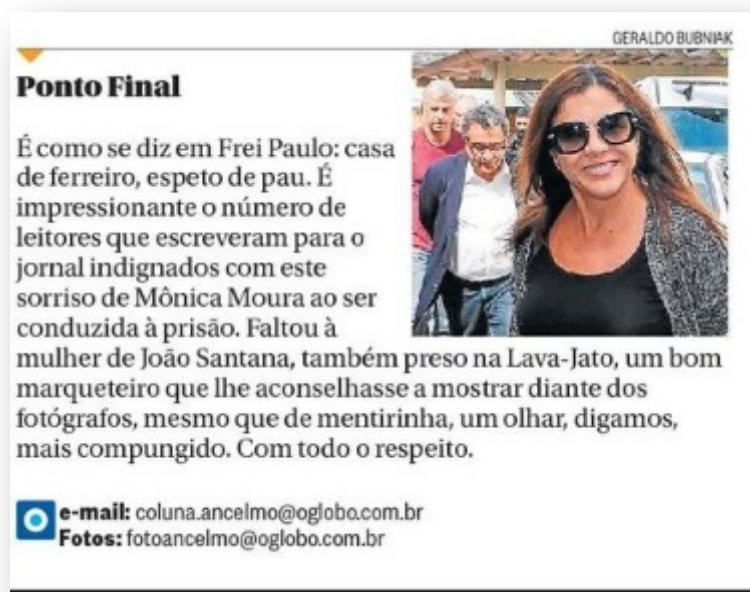 GERALDO BUBNIAK
Ponto Final
É como se diz em Frei Paulo: casa
de ferreiro, espeto de pau. É
impressionante o número de
leitores que escreveram para o
jornal indignados com este
sorriso de Mônica Moura ao ser
conduzida à prisão. Faltou à
mulher de João Santana, também preso na Lava-Jato, um bom
marqueteiro que lhe aconselhasse a mostrar diante dos
fotógrafos, mesmo que de mentirinha, um olhar, digamos,
mais compungido. Com todo o respeito.
e-mail: coluna.ancelmo@oglobo.com.br
Fotos: fotoancelmo@oglobo.com.br